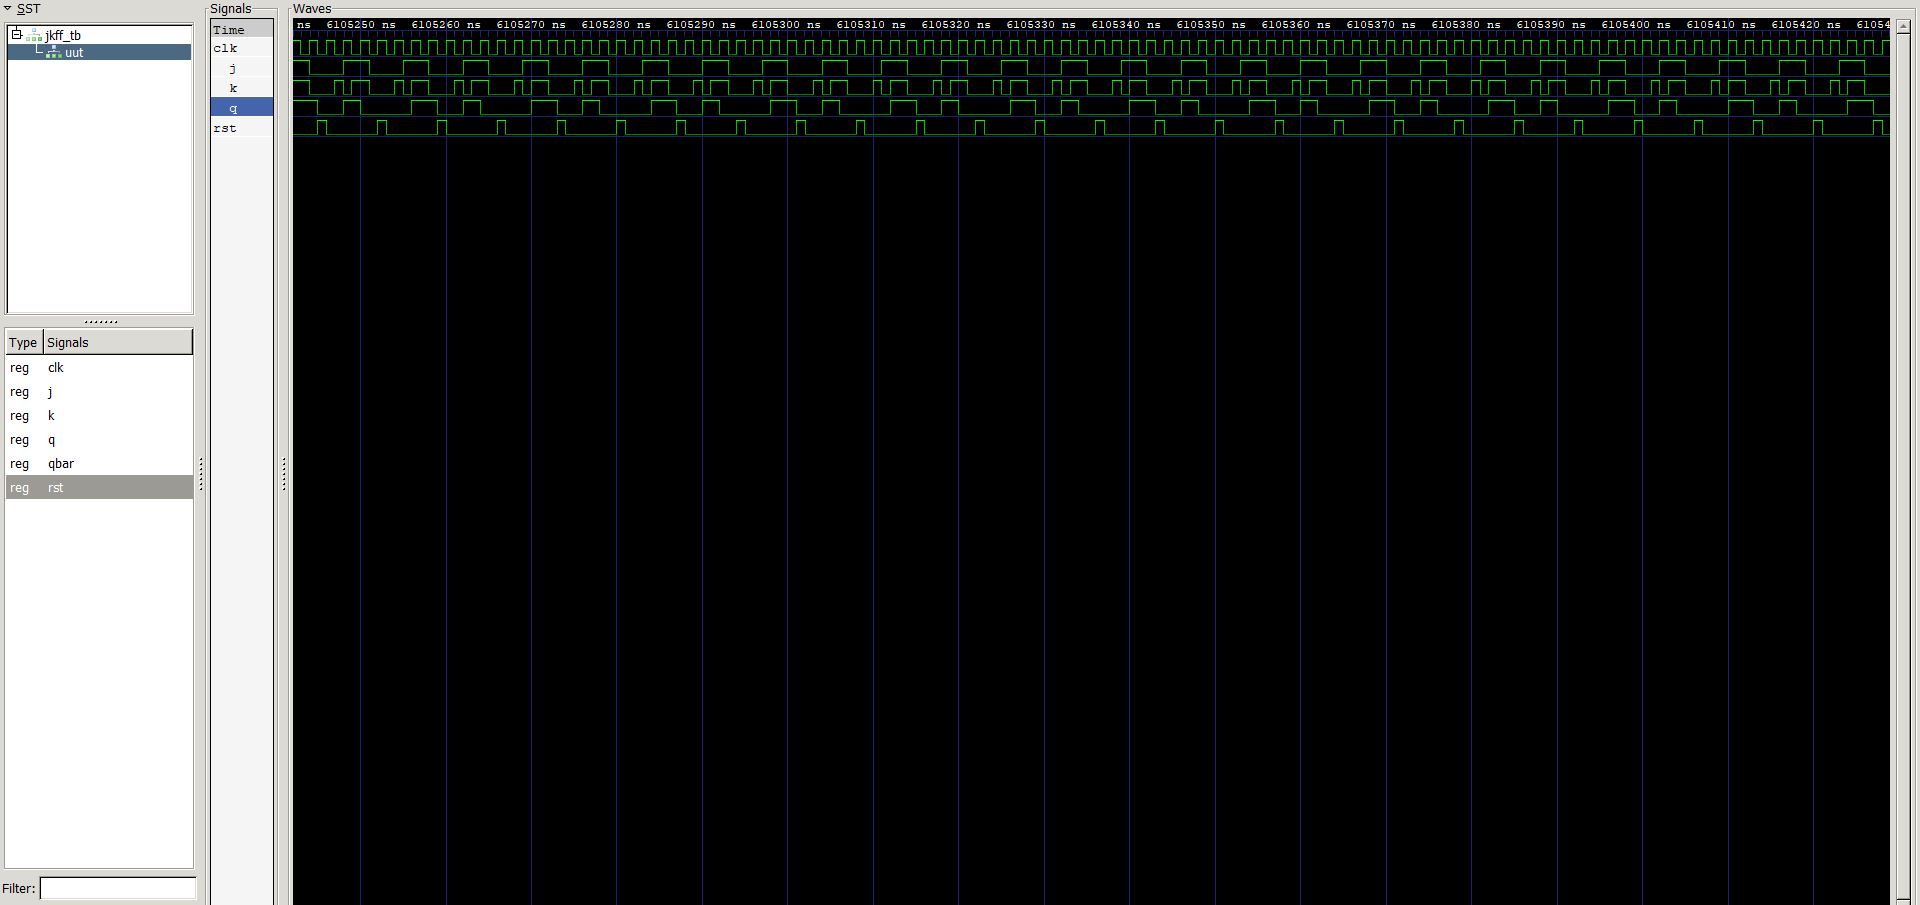 SST
jkff_tb
uut
Type Signals
reg clk
reg j
reg k
reg q
reg qbar
reg rst
Filter:
Signals
Time
clk
j
k
q
rst
Waves
ns 6105250 ns 6105260 ns 6105270 ns 6105280 ns 6105290 ns 6105300 ns 6105310 ns 6105320 ns 6105330 ns 6105340 ns 6105350 ns 6105360 ns 6105370 ns 6105380 ns 6105390 ns 6105400 ns 6105410 ns 6105420 ns 61054